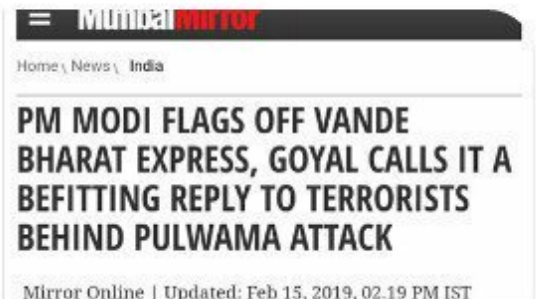 Mumbai Mirror
Home \ News \ India
PM MODI FLAGS OFF VANDE
BHARAT EXPRESS, GOYAL CALLS IT A
BEFITTING REPLY TO TERRORISTS
BEHIND PULWAMA ATTACK
Mirror Online | Updated: Feb 15, 2019, 02.19 PM IST